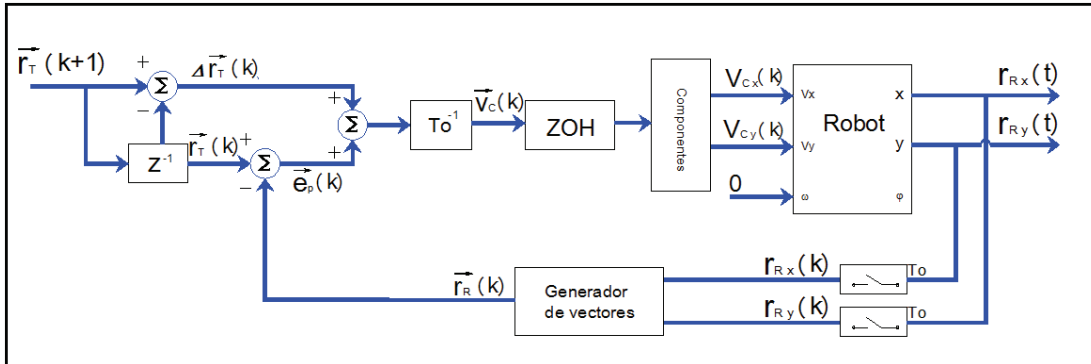 r_T(k+1)
+
Σ
Δr_T(k)
−
r_T(k)
z⁻¹
+
Σ
−
e_p(k)
+
Σ
+
To⁻¹
v_C(k)
ZOH
Componentes
V_Cx(k)
V_Cy(k)
0
Vx
Vy
ω
Robot
x
y
φ
r_Rx(t)
r_Ry(t)
r_R(k)
Generador
de vectores
r_Rx(k)
To
r_Ry(k)
To